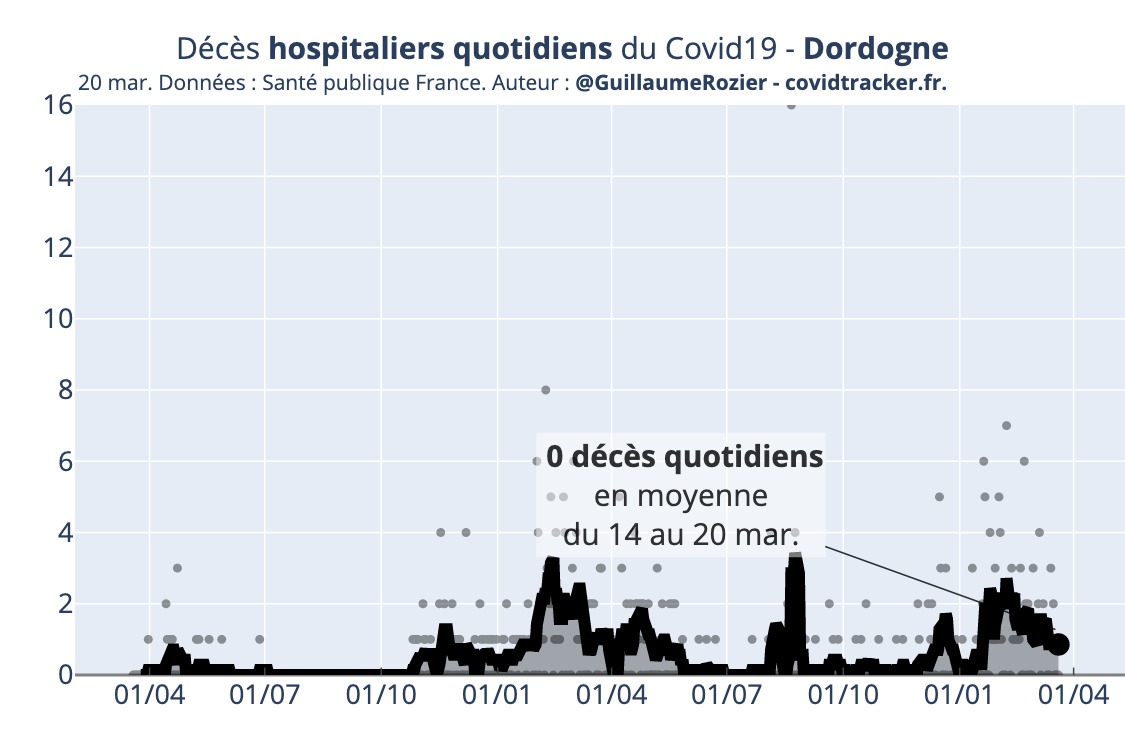 Décès hospitaliers quotidiens du Covid19 - Dordogne
20 mar. Données : Santé publique France. Auteur : @GuillaumeRozier - covidtracker.fr.
16
14
12
10
8
6
4
2
0
0 décès quotidiens
en moyenne
du 14 au 20 mar.
01/04 01/07 01/10 01/01 01/04 01/07 01/10 01/01 01/04